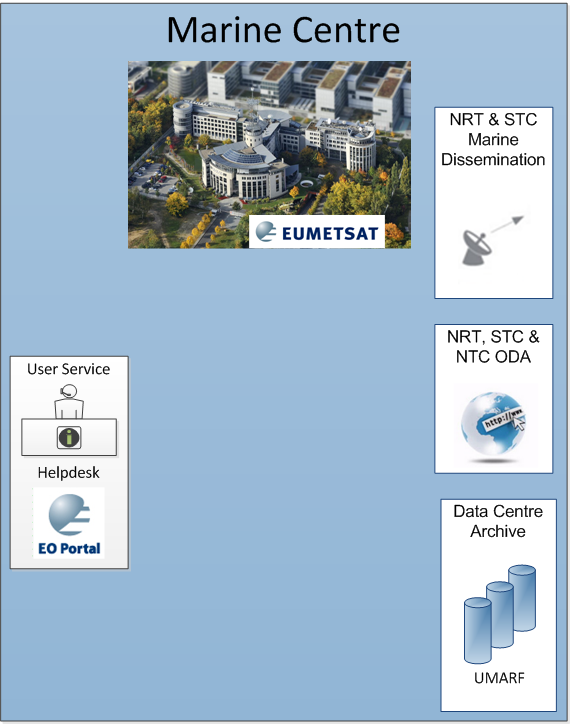 Marine Centre
EUMETSAT
NRT & STC
Marine
Dissemination
NRT, STC &
NTC ODA
http://www
User Service
i
Helpdesk
EO Portal
Data Centre
Archive
UMARF